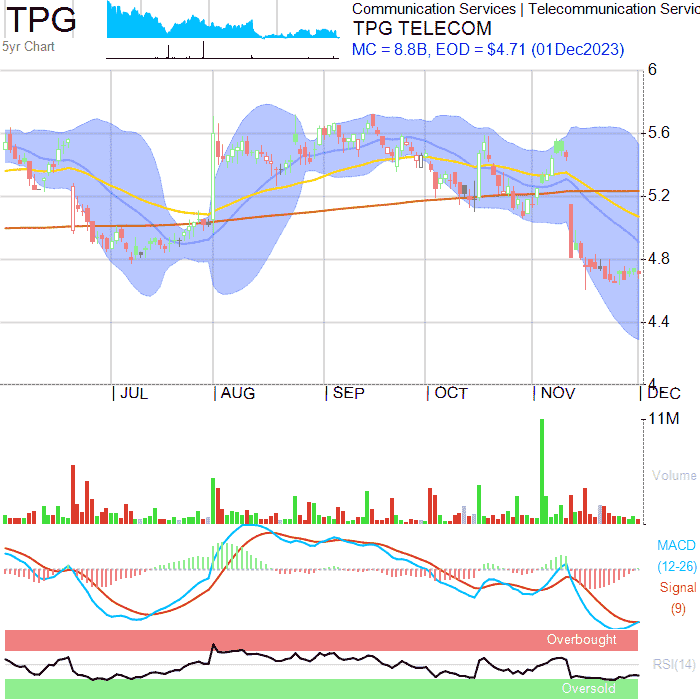 TPG
5yr Chart
Communication Services | Telecommunication Servic
TPG TELECOM
MC = 8.8B, EOD = $4.71 (01Dec2023)
6
5.6
5.2
4.8
4.4
4
JUL AUG SEP OCT NOV DEC
11M
Volume
MACD
(12-26)
Signal
(9)
Overbought
RSI(14)
Oversold